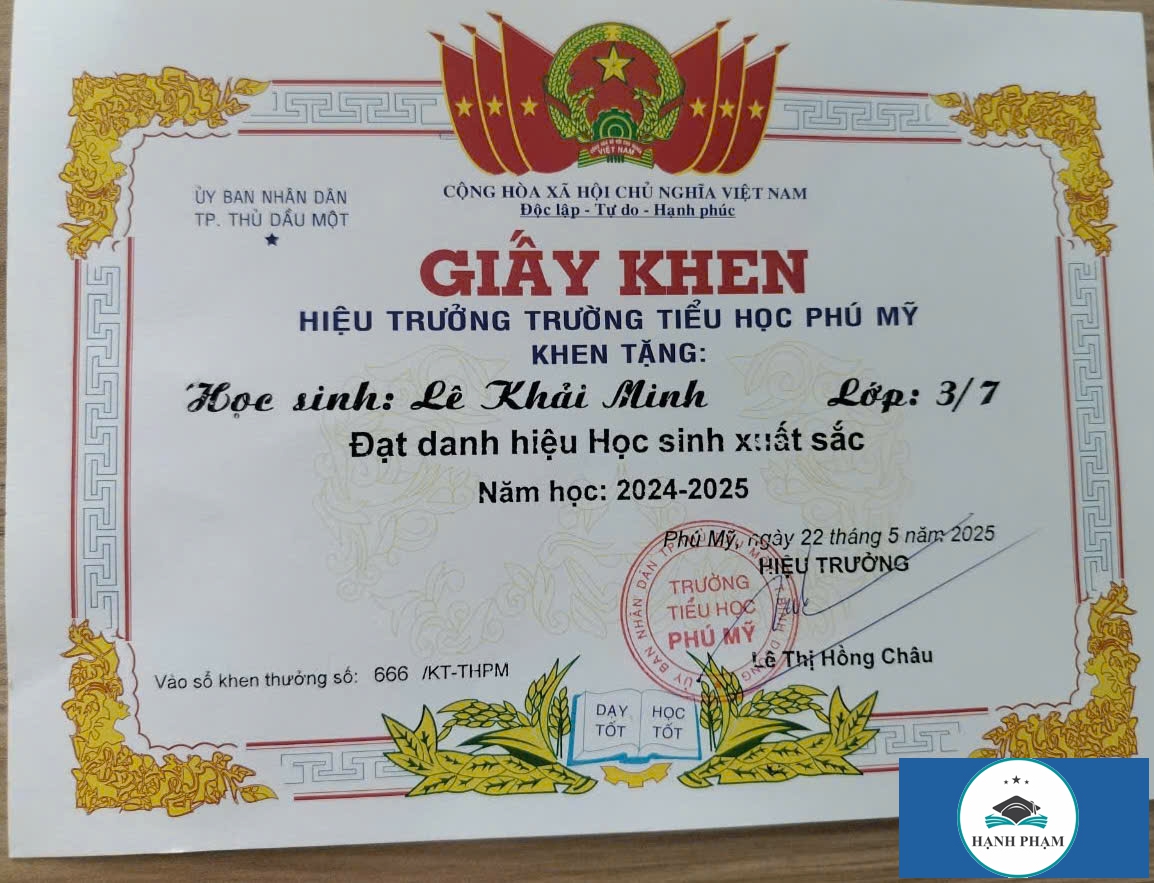 CỘNG HÒA XÃ HỘI CHỦ NGHĨA VIỆT NAM
Độc lập - Tự do - Hạnh phúc
ỦY BAN NHÂN DÂN
TP. THỦ DẦU MỘT
GIẤY KHEN
HIỆU TRƯỞNG TRƯỜNG TIỂU HỌC PHÚ MỸ
KHEN TẶNG:
Học sinh: Lê Khải Minh Lớp: 3/7
Đạt danh hiệu Học sinh xuất sắc
Năm học: 2024-2025
Phú Mỹ, ngày 22 tháng 5 năm 2025
HIỆU TRƯỞNG
TRƯỜNG
TIỂU HỌC
PHÚ MỸ
Lê Thị Hồng Châu
Vào sổ khen thưởng số: 666 /KT-THPM
DẠY TỐT
HỌC TỐT
HẠNH PHẠM